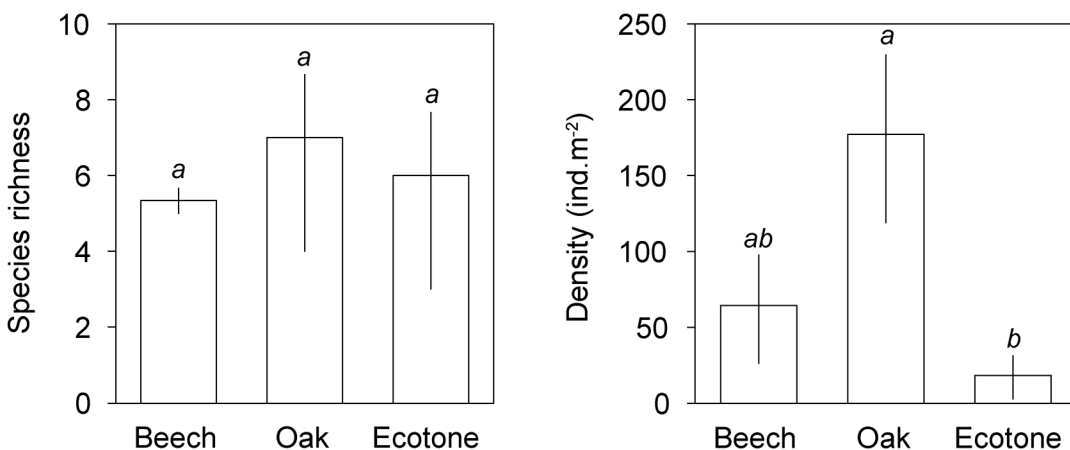 Species richness
10
8
6
4
2
0
a
a
a
Beech Oak Ecotone
Density (ind.m⁻²)
250
200
150
100
50
0
ab
a
b
Beech Oak Ecotone